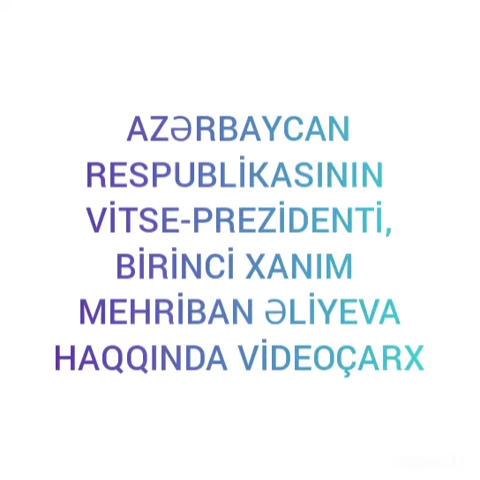 AZƏRBAYCAN
RESPUBLİKASININ
VİTSE-PREZİDENTİ,
BİRİNCİ XANIM
MEHRİBAN ƏLİYEVA
HAQQINDA VİDEOÇARX